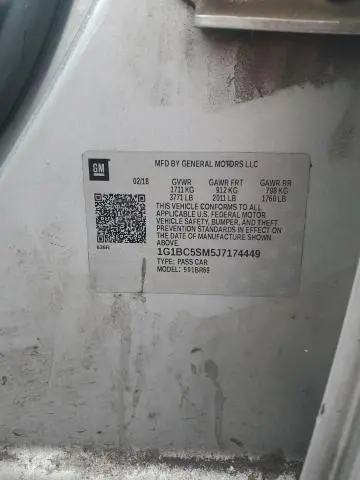 GM
MFD BY GENERAL MOTORS LLC
02/18 GVWR GAWR FRT GAWR RR
1711 KG 912 KG 798 KG
3771 LB 2011 LB 1760 LB
THIS VEHICLE CONFORMS TO ALL
APPLICABLE U.S. FEDERAL MOTOR
VEHICLE SAFETY, BUMPER, AND THEFT
PREVENTION STANDARDS IN EFFECT ON
THE DATE OF MANUFACTURE SHOWN
ABOVE.
1G1BC5SM5J7174449
TYPE: PASS CAR
MODEL: